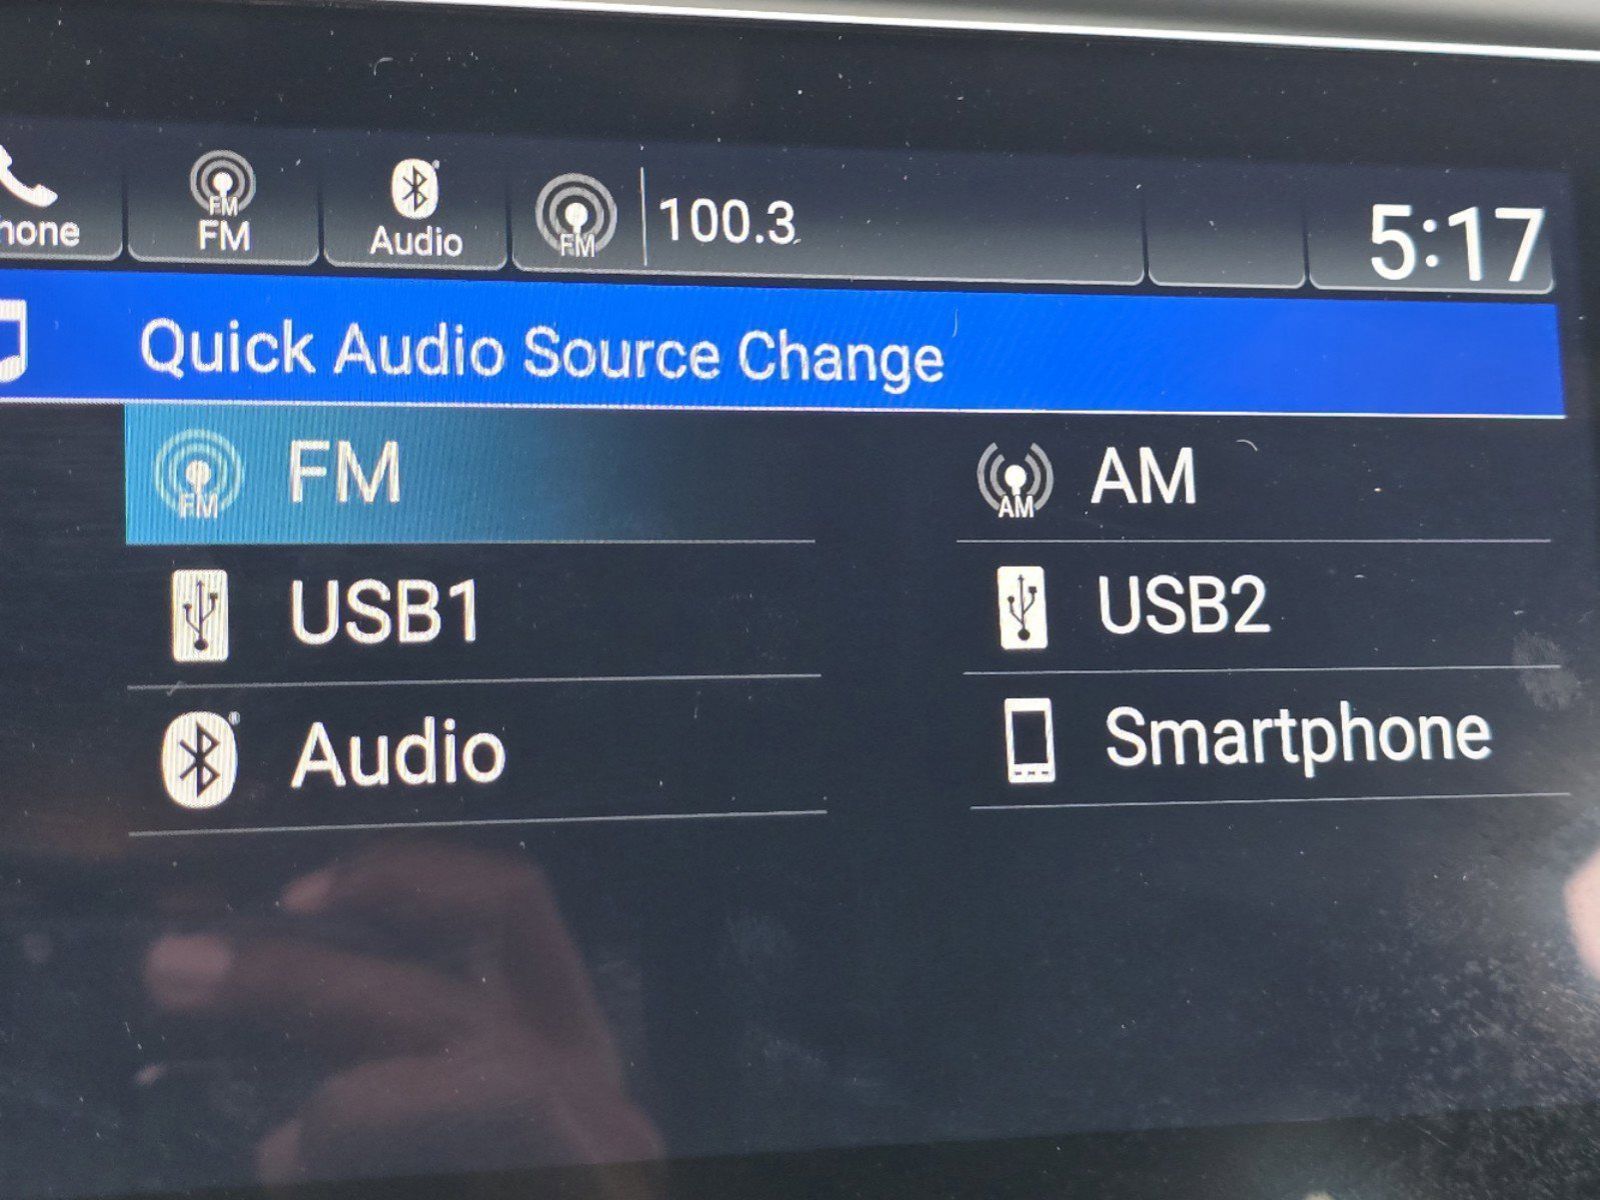 hone
FM
FM
Audio
FM
100.3
5:17
Quick Audio Source Change
FM
FM
AM
AM
USB1
USB2
Audio
Smartphone